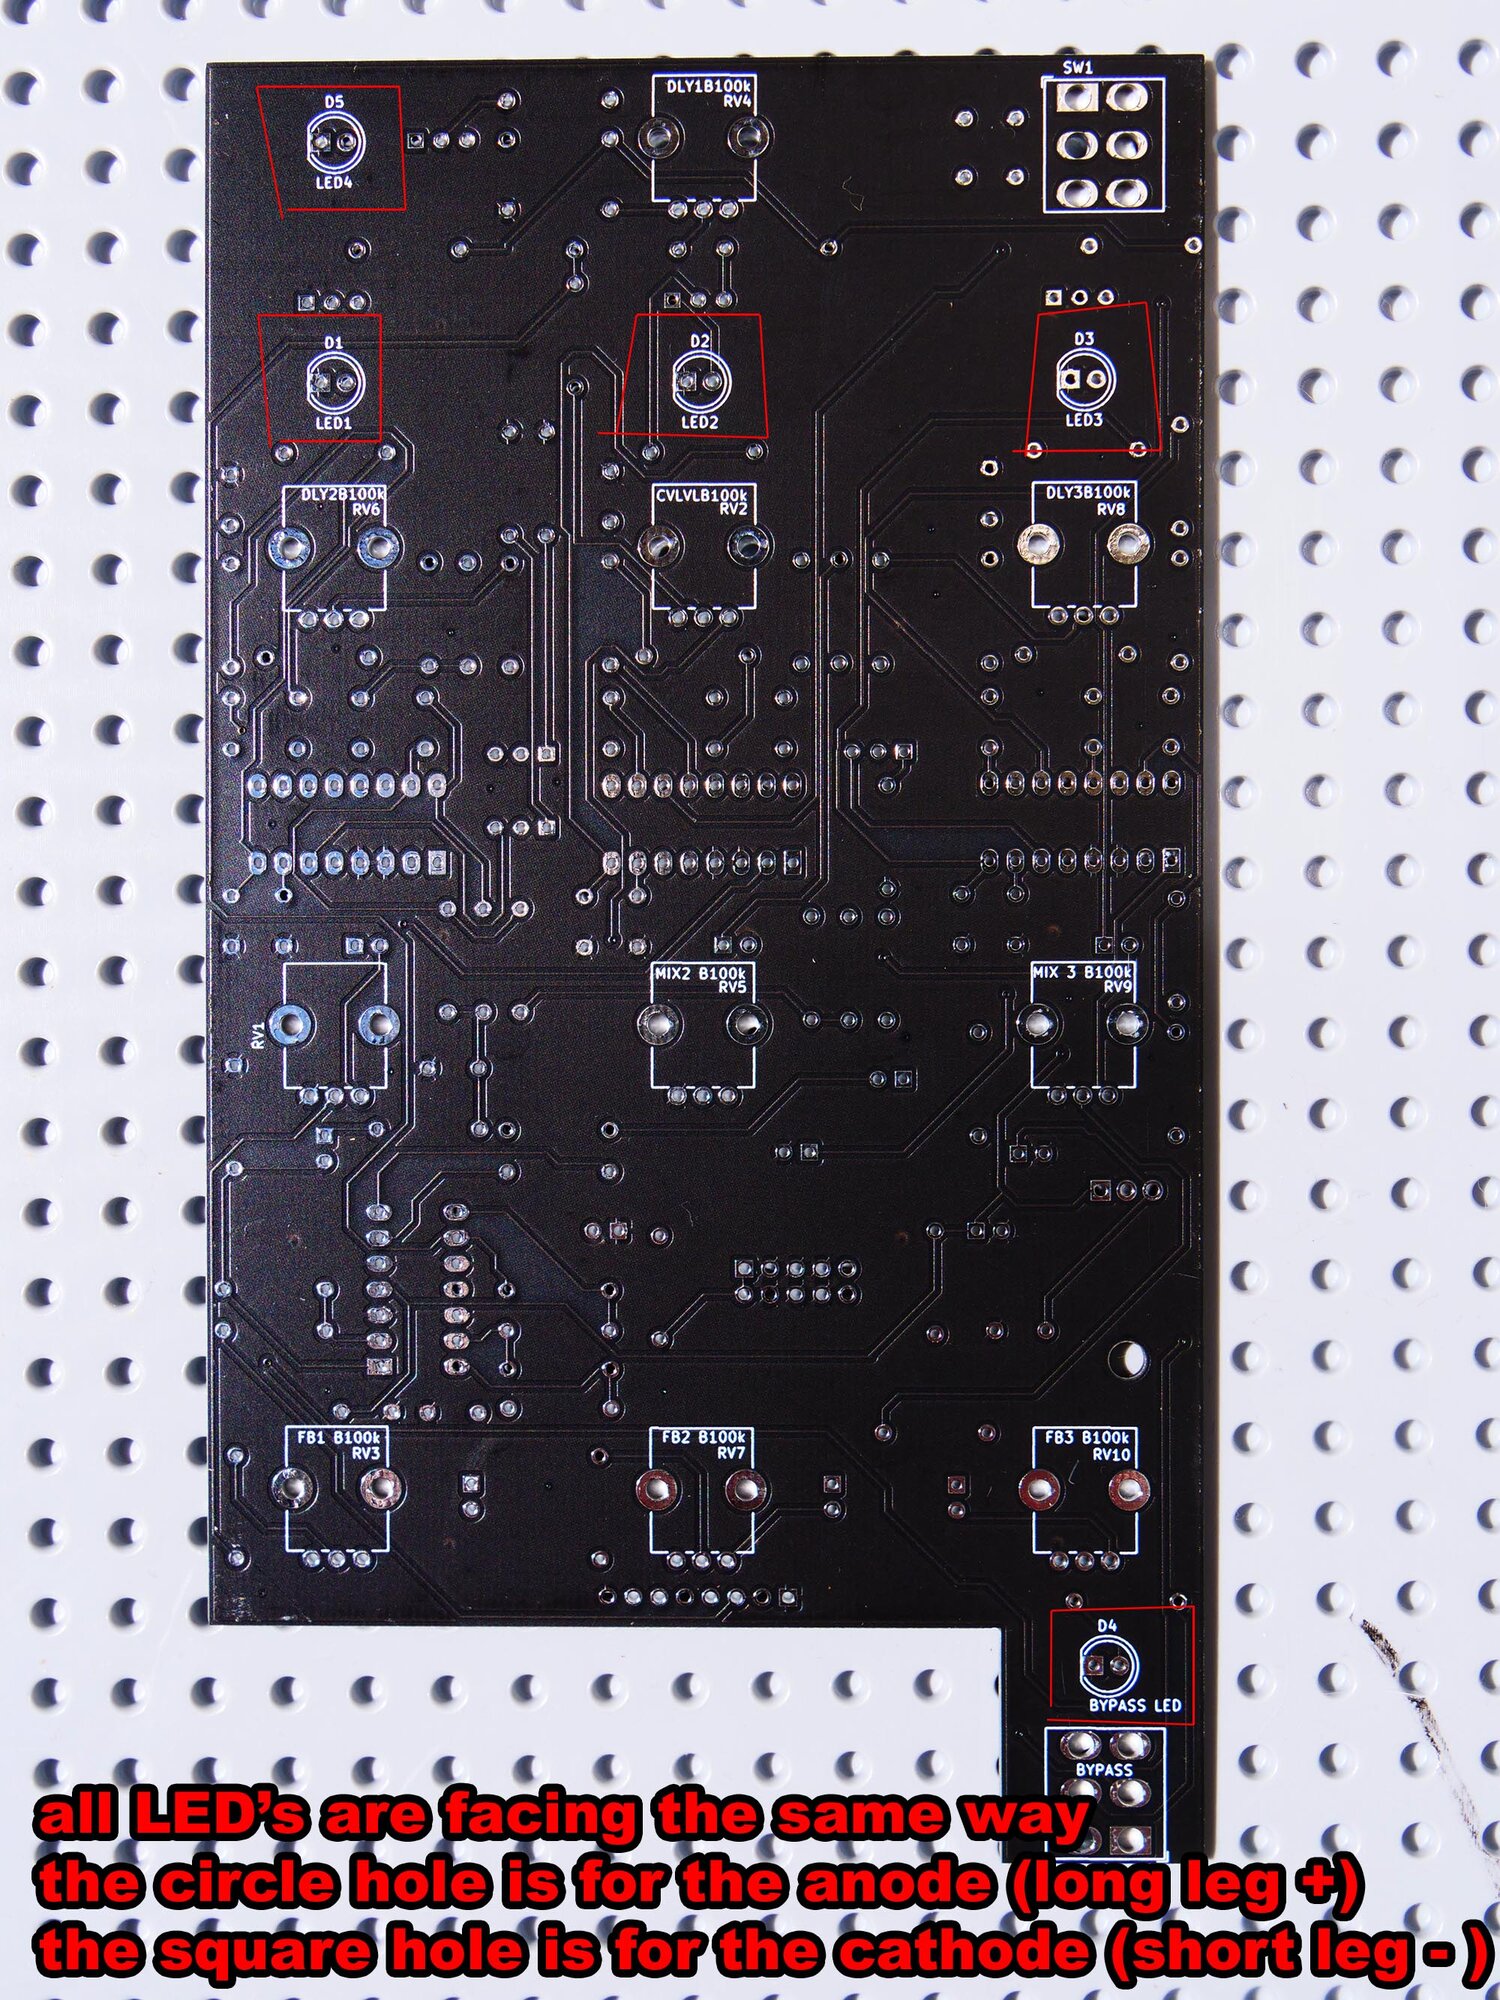 D5
LED4
DLY1B100k
RV4
SW1
D1
LED1
D2
LED2
D3
LED3
DLY2B100k
RV6
CVLVLB100k
RV2
DLY3B100k
RV8
RV1
MIX2 B100k
RV5
MIX 3 B100k
RV9
FB1 B100k
RV3
FB2 B100k
RV7
FB3 B100k
RV10
D4
BYPASS LED
BYPASS
all LED’s are facing the same way
the circle hole is for the anode (long leg +)
the square hole is for the cathode (short leg - )